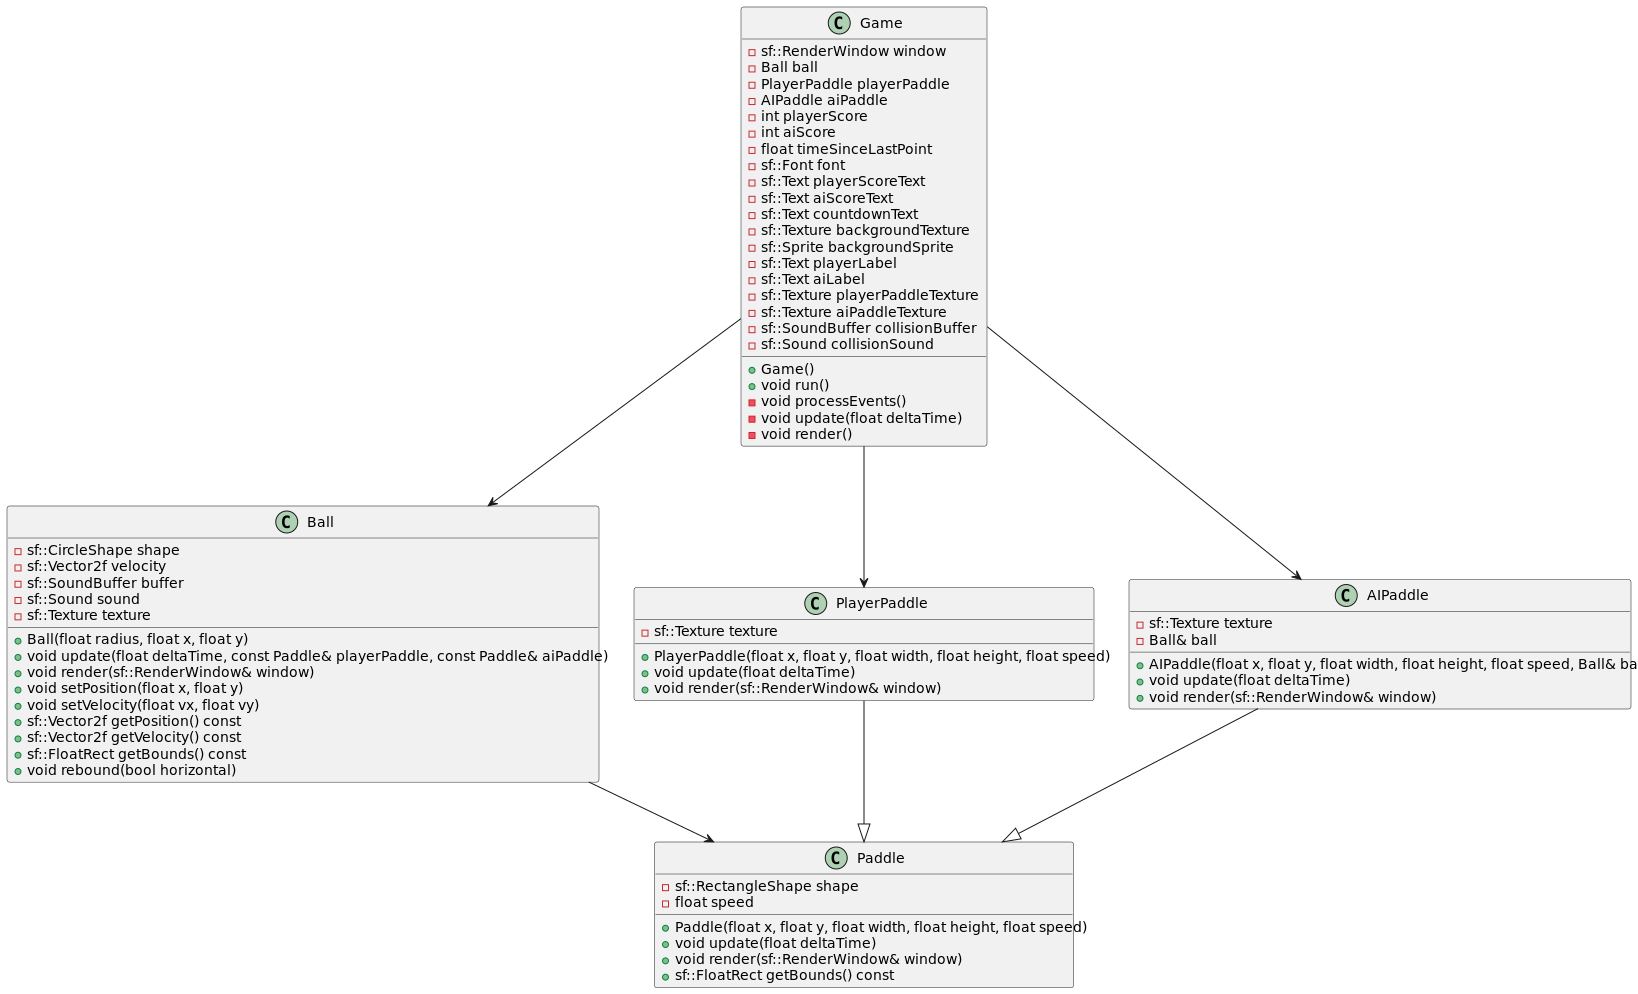 C Game
sf::RenderWindow window
Ball ball
PlayerPaddle playerPaddle
AIPaddle aiPaddle
int playerScore
int aiScore
float timeSinceLastPoint
sf::Font font
sf::Text playerScoreText
sf::Text aiScoreText
sf::Text countdownText
sf::Texture backgroundTexture
sf::Sprite backgroundSprite
sf::Text playerLabel
sf::Text aiLabel
sf::Texture playerPaddleTexture
sf::Texture aiPaddleTexture
sf::SoundBuffer collisionBuffer
sf::Sound collisionSound
Game()
void run()
void processEvents()
void update(float deltaTime)
void render()
C Ball
sf::CircleShape shape
sf::Vector2f velocity
sf::SoundBuffer buffer
sf::Sound sound
sf::Texture texture
Ball(float radius, float x, float y)
void update(float deltaTime, const Paddle& playerPaddle, const Paddle& aiPaddle)
void render(sf::RenderWindow& window)
void setPosition(float x, float y)
void setVelocity(float vx, float vy)
sf::Vector2f getPosition() const
sf::Vector2f getVelocity() const
sf::FloatRect getBounds() const
void rebound(bool horizontal)
C PlayerPaddle
sf::Texture texture
PlayerPaddle(float x, float y, float width, float height, float speed)
void update(float deltaTime)
void render(sf::RenderWindow& window)
C AIPaddle
sf::Texture texture
Ball& ball
AIPaddle(float x, float y, float width, float height, float speed, Ball& ba
void update(float deltaTime)
void render(sf::RenderWindow& window)
C Paddle
sf::RectangleShape shape
float speed
Paddle(float x, float y, float width, float height, float speed)
void update(float deltaTime)
void render(sf::RenderWindow& window)
sf::FloatRect getBounds() const